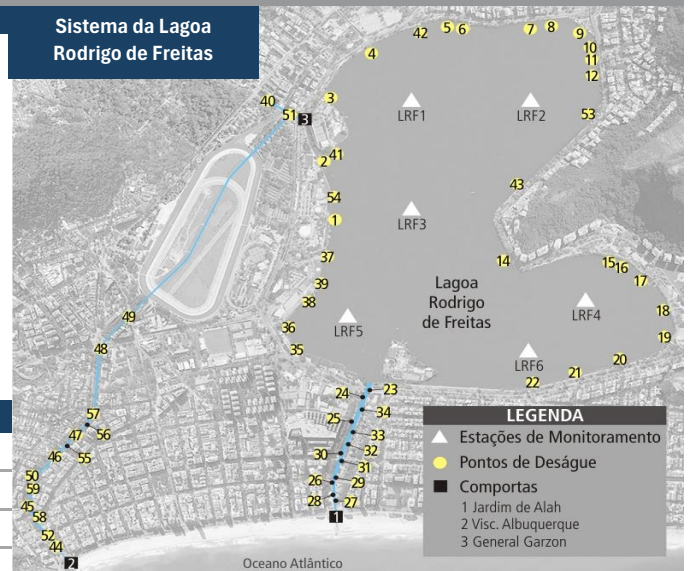 Sistema da Lagoa
Rodrigo de Freitas
42 5 6 7 8 9
4
10
11
12
40
3
51
3
LRF1
LRF2
53
41
2
43
54
1
LRF3
37
14
15 16
17
39
Lagoa
Rodrigo
de Freitas
38
LRF4
18
49
36
LRF5
19
48
35
LRF6
20
21
22
24
23
57
25
34
47
56
33
46
55
30
32
31
50
26
29
59
28
27
45
58
1
52
44
2
Oceano Atlântico
LEGENDA
Estações de Monitoramento
Pontos de Deságue
Comportas
1 Jardim de Alah
2 Visc. Albuquerque
3 General Garzon